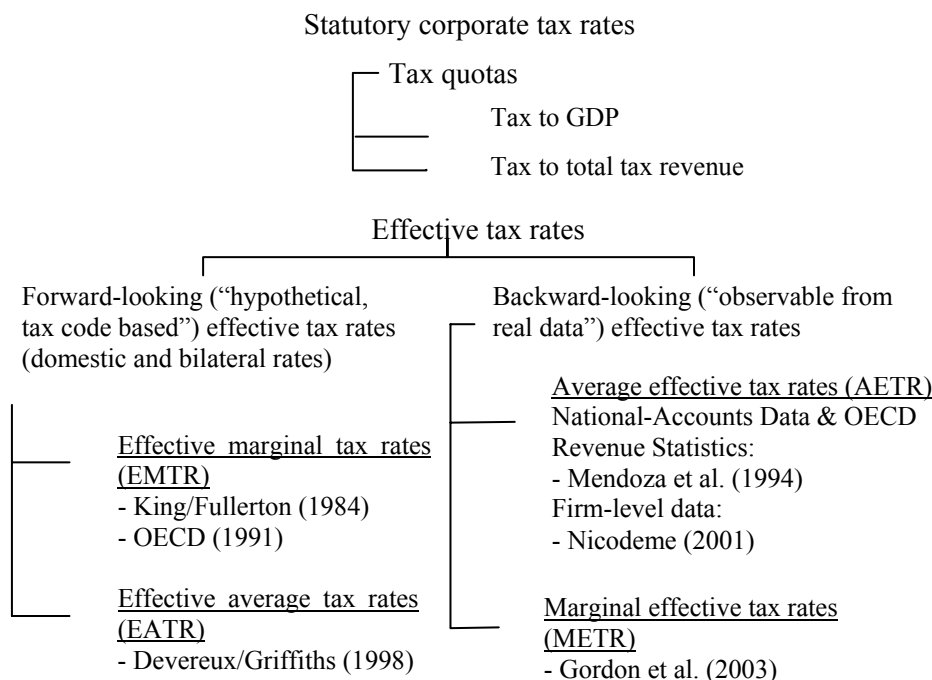 Statutory corporate tax rates
Tax quotas
Tax to GDP
Tax to total tax revenue
Effective tax rates
Forward-looking (“hypothetical,
tax code based”) effective tax rates
(domestic and bilateral rates)
Effective marginal tax rates
(EMTR)
- King/Fullerton (1984)
- OECD (1991)
Effective average tax rates
(EATR)
- Devereux/Griffiths (1998)
Backward-looking (“observable from
real data”) effective tax rates
Average effective tax rates (AETR)
National-Accounts Data & OECD
Revenue Statistics:
- Mendoza et al. (1994)
Firm-level data:
- Nicodeme (2001)
Marginal effective tax rates
(METR)
- Gordon et al. (2003)